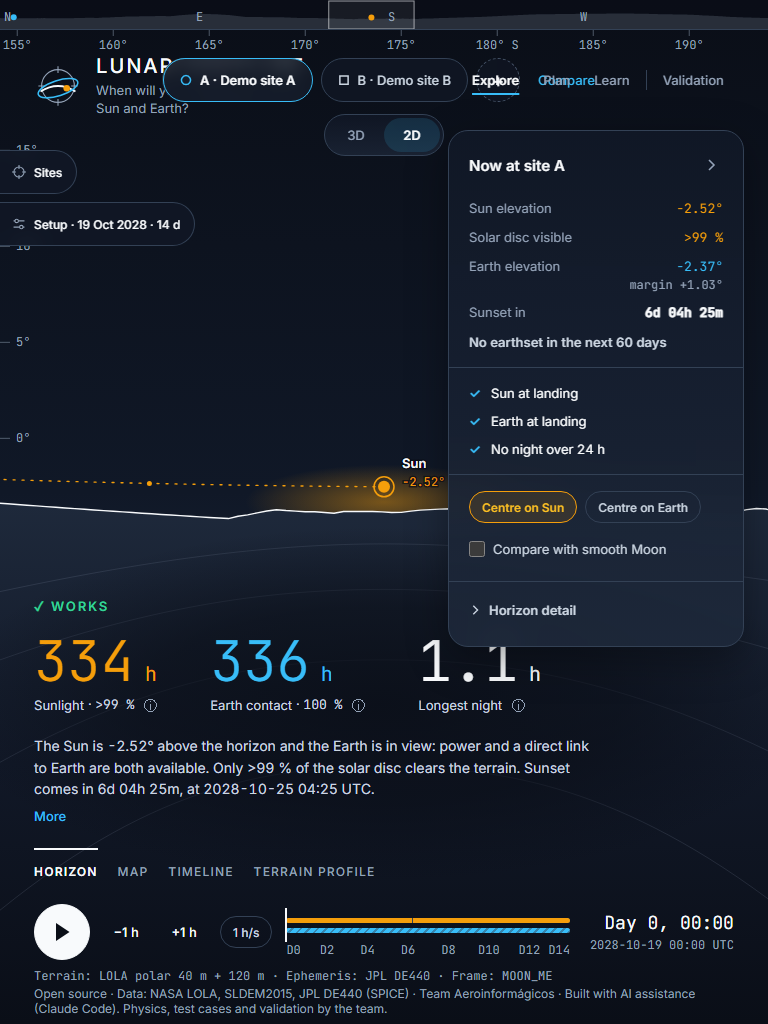 N E S W
155° 160° 165° 170° 175° 180° S 185° 190°
LUNAR
When will y
Sun and Earth?
A · Demo site A
B · Demo site B
Explore Plan Compare Learn Validation
3D 2D
15°
Sites
Setup · 19 Oct 2028 · 14 d
10
5°
0°
Sun
-2.52°
Now at site A
Sun elevation -2.52°
Solar disc visible >99 %
Earth elevation -2.37°
margin +1.03°
Sunset in 6d 04h 25m
No earthset in the next 60 days
Sun at landing
Earth at landing
No night over 24 h
Centre on Sun Centre on Earth
Compare with smooth Moon
Horizon detail
✓ WORKS
334 h 336 h 1.1 h
Sunlight · >99 % ⓘ Earth contact · 100 % ⓘ Longest night ⓘ
The Sun is -2.52° above the horizon and the Earth is in view: power and a direct link
to Earth are both available. Only >99 % of the solar disc clears the terrain. Sunset
comes in 6d 04h 25m, at 2028-10-25 04:25 UTC.
More
HORIZON MAP TIMELINE TERRAIN PROFILE
−1 h +1 h 1 h/s
D0 D2 D4 D6 D8 D10 D12 D14
Day 0, 00:00
2028-10-19 00:00 UTC
Terrain: LOLA polar 40 m + 120 m · Ephemeris: JPL DE440 · Frame: MOON_ME
Open source · Data: NASA LOLA, SLDEM2015, JPL DE440 (SPICE) · Team Aeroinformágicos · Built with AI assistance
(Claude Code). Physics, test cases and validation by the team.